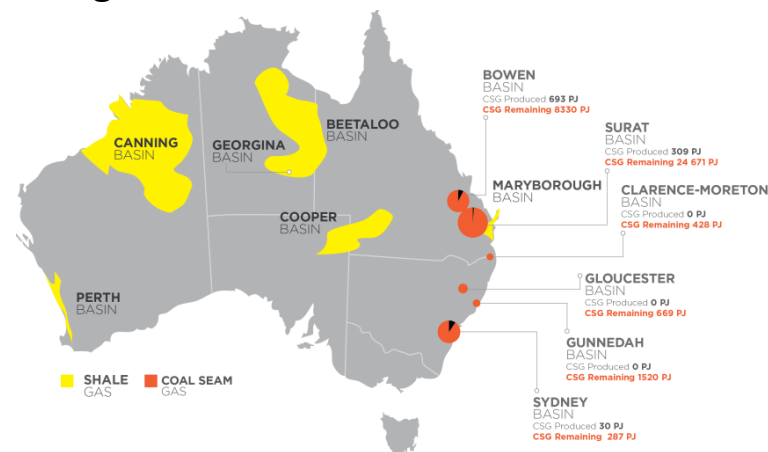 BOWEN
BASIN
CSG Produced 693 PJ
CSG Remaining 8330 PJ
SURAT
BASIN
CSG Produced 309 PJ
CSG Remaining 24 671 PJ
BEETALOO
BASIN
CANNING
BASIN
GEORGINA
BASIN
MARYBOROUGH
BASIN
CLARENCE-MORETON
BASIN
CSG Produced 0 PJ
CSG Remaining 428 PJ
COOPER
BASIN
GLOUCESTER
BASIN
CSG Produced 0 PJ
CSG Remaining 669 PJ
PERTH
BASIN
GUNNEDAH
BASIN
CSG Produced 0 PJ
CSG Remaining 1520 PJ
SHALE
GAS
COAL SEAM
GAS
SYDNEY
BASIN
CSG Produced 30 PJ
CSG Remaining 287 PJ